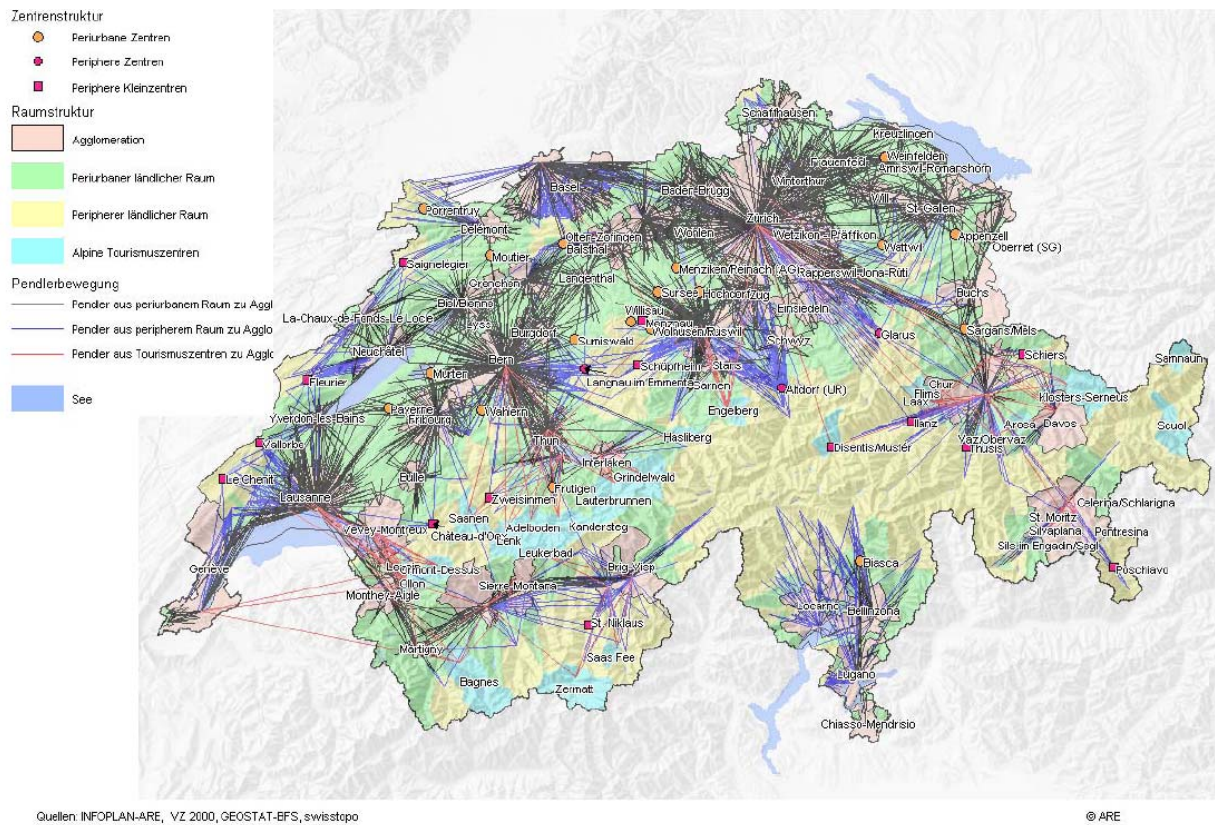 Zentrenstruktur
Periurbane Zentren
Periphere Zentren
Periphere Kleinzentren
Raumstruktur
Agglomeration
Periurbaner ländlicher Raum
Peripherer ländlicher Raum
Alpine Tourismuszentren
Pendlerbewegung
Pendler aus periurbanem Raum zu Aggl
Pendler aus peripherem Raum zu Agglo
Pendler aus Tourismuszentren zu Agglo
See
Schaffhausen
Kreuzlingen
Frauenfeld
Weinfelden
Amriswil-Romanshorn
Winterthur
Basel
Baden-Brugg
Wil
St. Galen
Porrentruy
Delémont
Zürich
Wohlen
Wetzikon - Pfäffikon
Appenzell
Oberriet (SG)
Olten-Zofingen
Balsthal
Wattwil
Moutier
Saignelegier
Menziken/Reinach (AG)
Rapperswil-Jona-Rüti
Langenthal
Grenchen
Sursee
Hochdorf
Zug
Buchs
Biel/Bienne
Lyss
Einsiedeln
La-Chaux-de-Fonds-Le Locle
Willisau
Menznau
Wolhusen/Ruswil
Burgdorf
Sargans/Mels
Neuchâtel
Bern
Sumiswald
Schwyz
Glarus
Schiers
Samnaun
Fleurier
Murten
Schüpfheim
Stans
Langnau im Emmenta
Sarnen
Altdorf (UR)
Chur
Flims
Laax
Klosters-Serneus
Payerne
Fribourg
Wahlern
Engelberg
Ilanz
Arosa
Davos
Scuol
Yverdon-les-Bains
Thun
Hasliberg
Vaz/Obervaz
Thusis
Disentis/Muster
Vallorbe
Interlaken
Grindelwald
Bulle
Le Chenit
Lausanne
Zweisimmen
Frutigen
Lauterbrunnen
Celerina/Schlarigna
St. Moritz
Silvaplana
Pontresina
Sils im Engadin/Segl
Saanen
Château-d'Oex
Vevey-Montreux
Adelboden
Kandersteg
Lenk
Leukerbad
Ormont-Dessus
Ollon
Genève
Brig-Visp
Sierre-Montana
Monthey-Aigle
Biasca
Poschiavo
Locarno
Bellinzona
St. Niklaus
Martigny
Saas Fee
Bagnes
Zermatt
Lugano
Chiasso-Mendrisio
Quellen: INFOPLAN-ARE, VZ 2000, GEOSTAT-BFS, swisstopo
© ARE